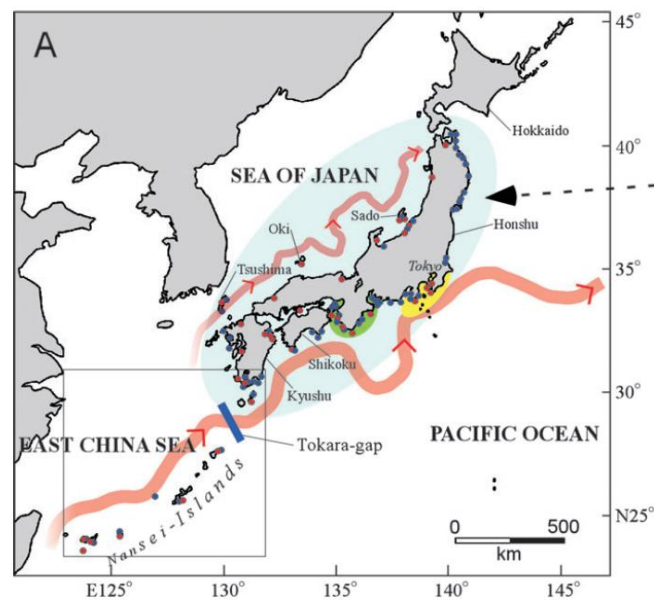 A
45°
Hokkaido
40°
SEA OF JAPAN
Sado
Honshu
Oki
Tokyo
Tsushima
35°
Shikoku
Kyushu
30°
EAST CHINA SEA
Tokara-gap
PACIFIC OCEAN
Nansei-Islands
N25°
0 500
km
E125° 130° 135° 140° 145°